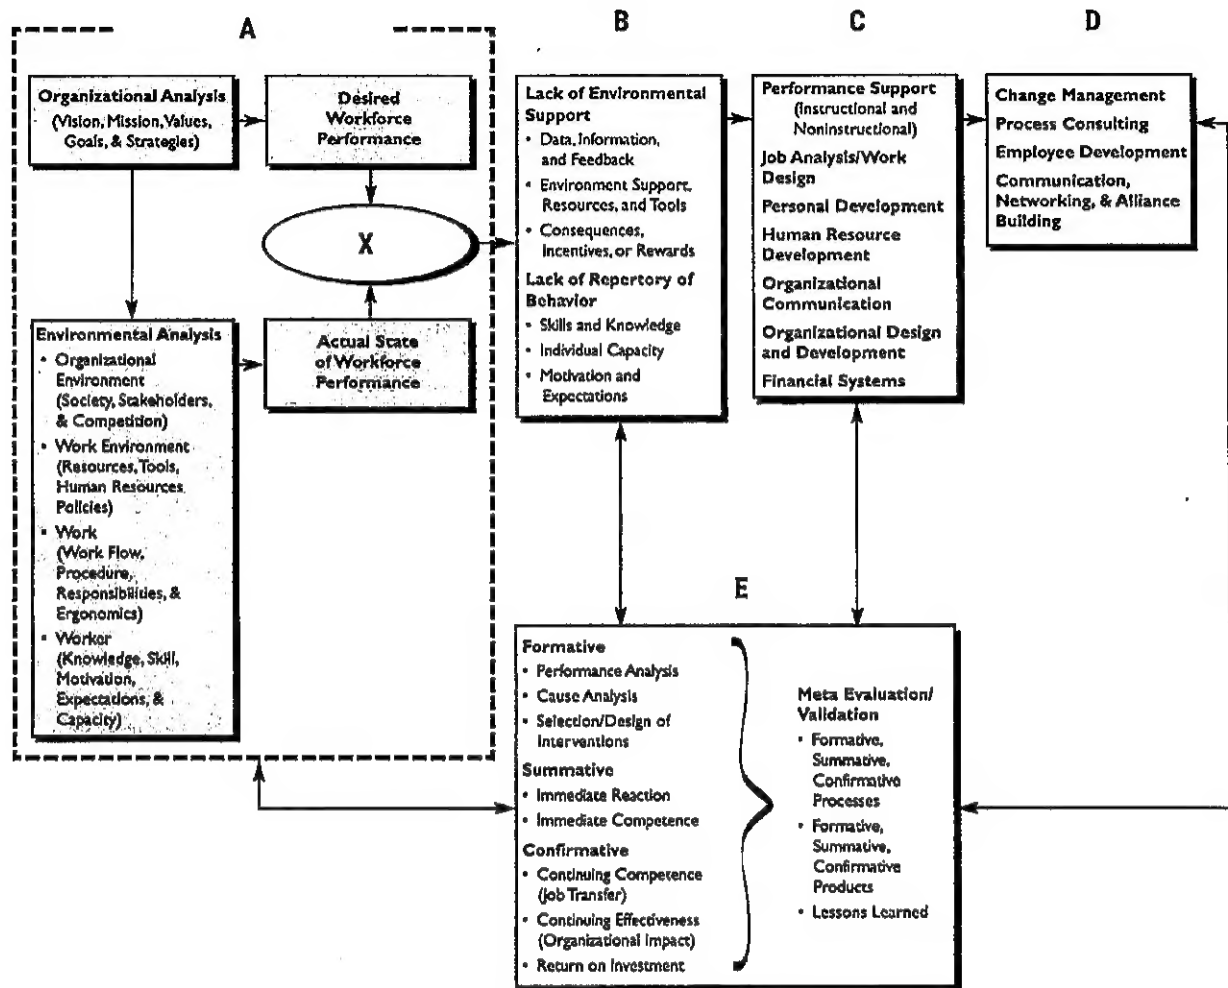 A
B
C
D
Organizational Analysis
(Vision, Mission, Values,
Goals, & Strategies)
Desired
Workforce
Performance
X
Environmental Analysis
• Organizational
Environment
(Society, Stakeholders,
& Competition)
• Work Environment
(Resources, Tools,
Human Resources
Policies)
• Work
(Work Flow,
Procedure,
Responsibilities, &
Ergonomics)
• Worker
(Knowledge, Skill,
Motivation,
Expectations, &
Capacity)
Actual State
of Workforce
Performance
Lack of Environmental
Support
• Data, Information,
and Feedback
• Environment Support,
Resources, and Tools
• Consequences,
Incentives, or Rewards
Lack of Repertory of
Behavior
• Skills and Knowledge
• Individual Capacity
• Motivation and
Expectations
Performance Support
(Instructional and
Noninstructional)
Job Analysis/Work
Design
Personal Development
Human Resource
Development
Organizational
Communication
Organizational Design
and Development
Financial Systems
Change Management
Process Consulting
Employee Development
Communication,
Networking, & Alliance
Building
E
Formative
• Performance Analysis
• Cause Analysis
• Selection/Design of
Interventions
Summative
• Immediate Reaction
• Immediate Competence
Confirmative
• Continuing Competence
(Job Transfer)
• Continuing Effectiveness
(Organizational Impact)
• Return on Investment
Meta Evaluation/
Validation
• Formative,
Summative,
Confirmative
Processes
• Formative,
Summative,
Confirmative
Products
• Lessons Learned